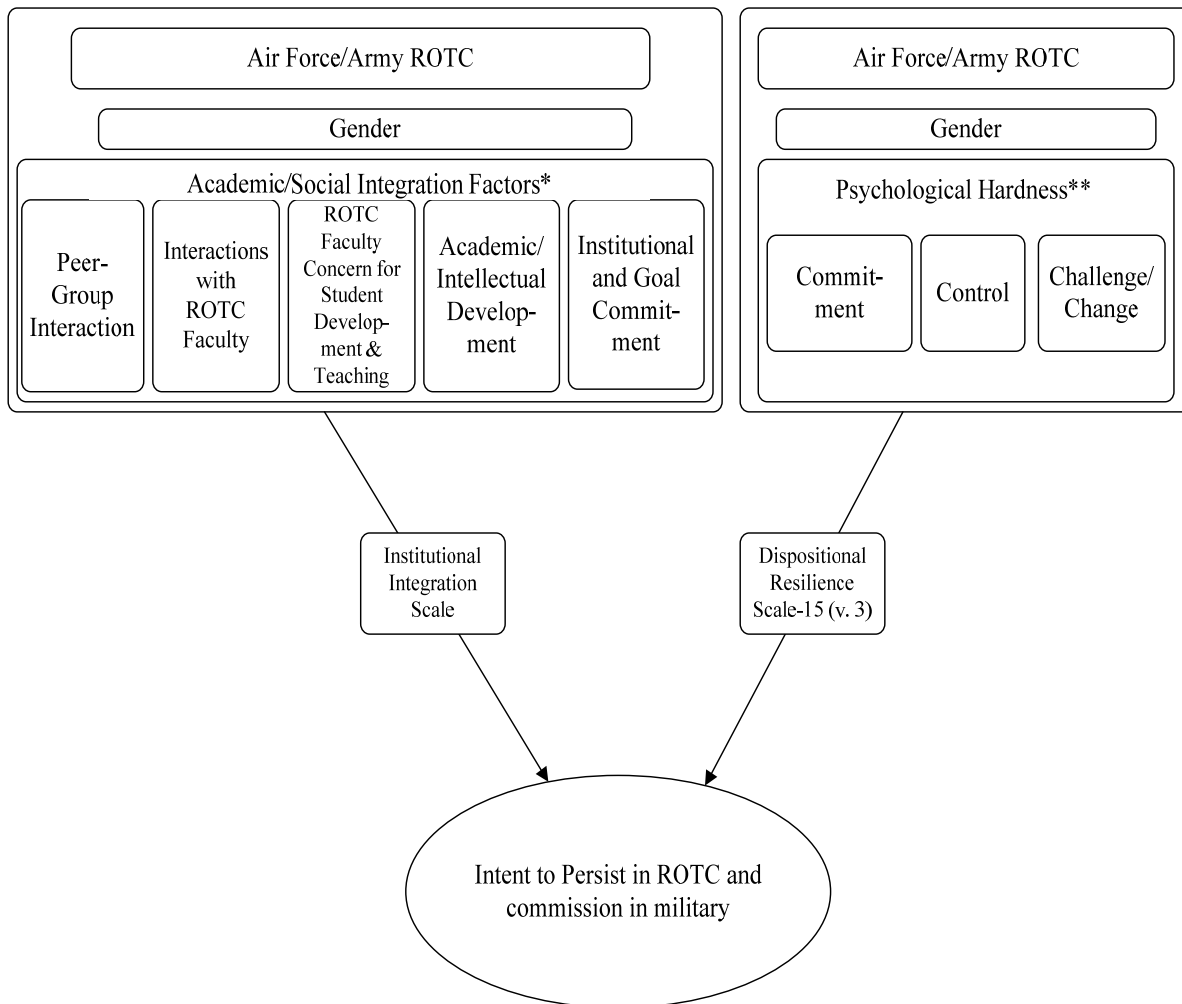 Air Force/Army ROTC
Gender
Academic/Social Integration Factors*
Peer-
Group
Interaction
Interactions
with
ROTC
Faculty
ROTC
Faculty
Concern for
Student
Develop-
ment &
Teaching
Academic/
Intellectual
Develop-
ment
Institutional
and Goal
Commit-
ment
Air Force/Army ROTC
Gender
Psychological Hardness**
Commit-
ment
Control
Challenge/
Change
Institutional
Integration
Scale
Dispositional
Resilience
Scale-15 (v. 3)
Intent to Persist in ROTC and
commission in military